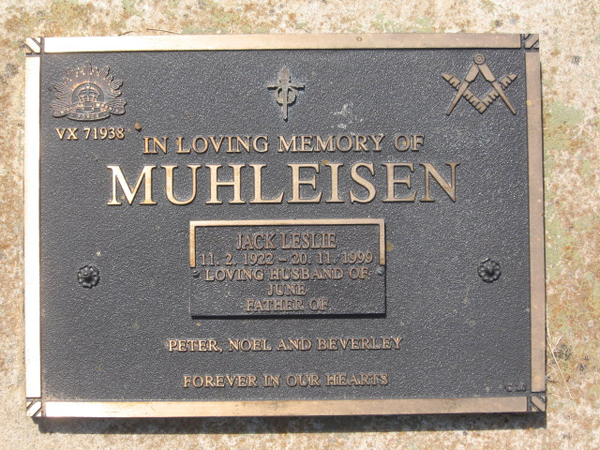 VX 71938
IN LOVING MEMORY OF
MUHLEISEN
JACK LESLIE
11. 2. 1922 – 20. 11. 1999
LOVING HUSBAND OF
JUNE
FATHER OF
PETER, NOEL AND BEVERLEY
FOREVER IN OUR HEARTS